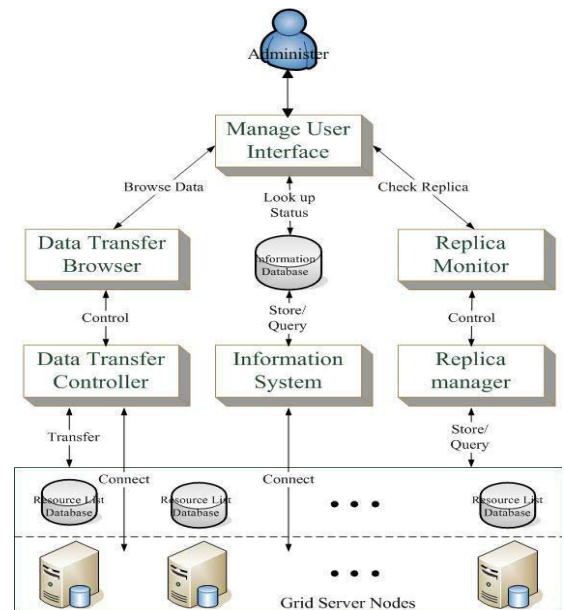 Administer
Manage User
Interface
Browse Data
Look up
Status
Check Replica
Data Transfer
Browser
Information
Database
Replica
Monitor
Control
Store/
Query
Control
Data Transfer
Controller
Information
System
Replica
manager
Transfer
Store/
Query
Connect
Connect
Resource List
Database
Resource List
Database
Resource List
Database
Grid Server Nodes